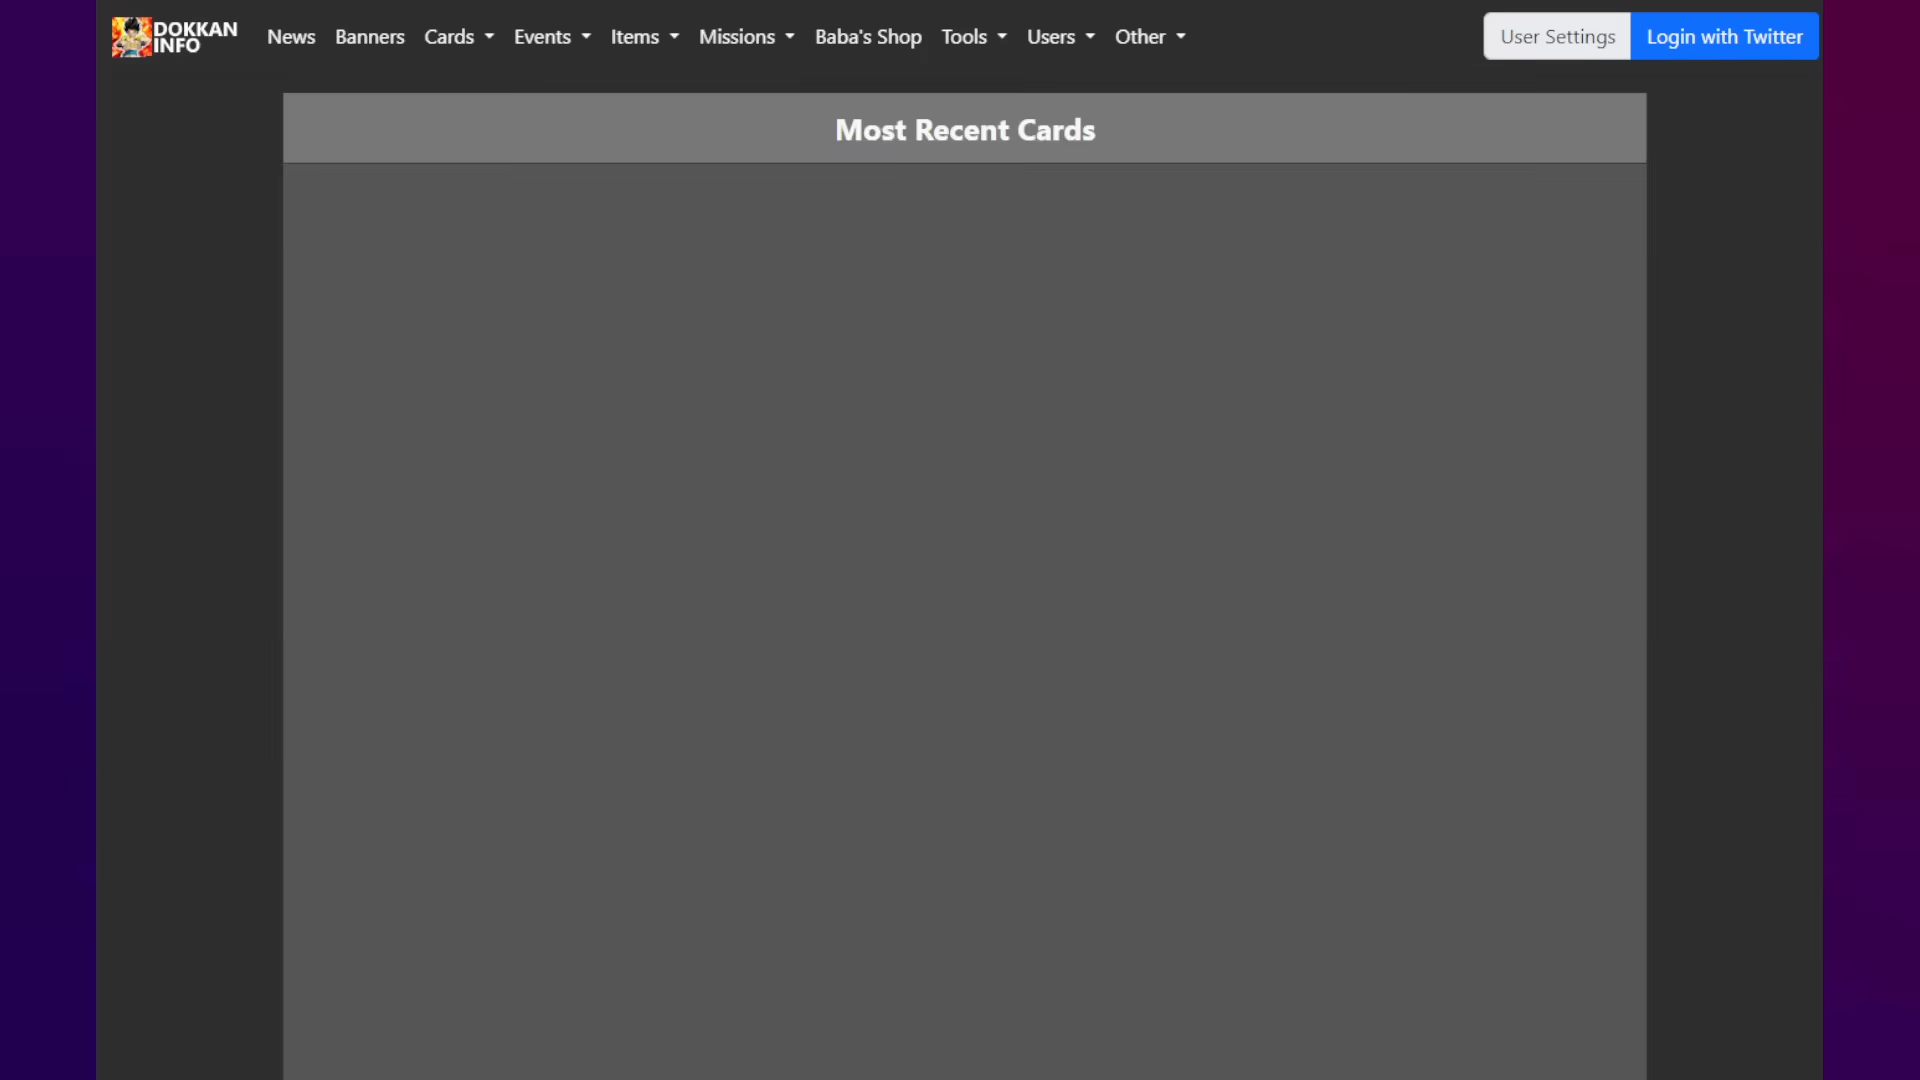 DOKKAN
INFO
News Banners Cards Events Items Missions Baba's Shop Tools Users Other User Settings Login with Twitter
Most Recent Cards